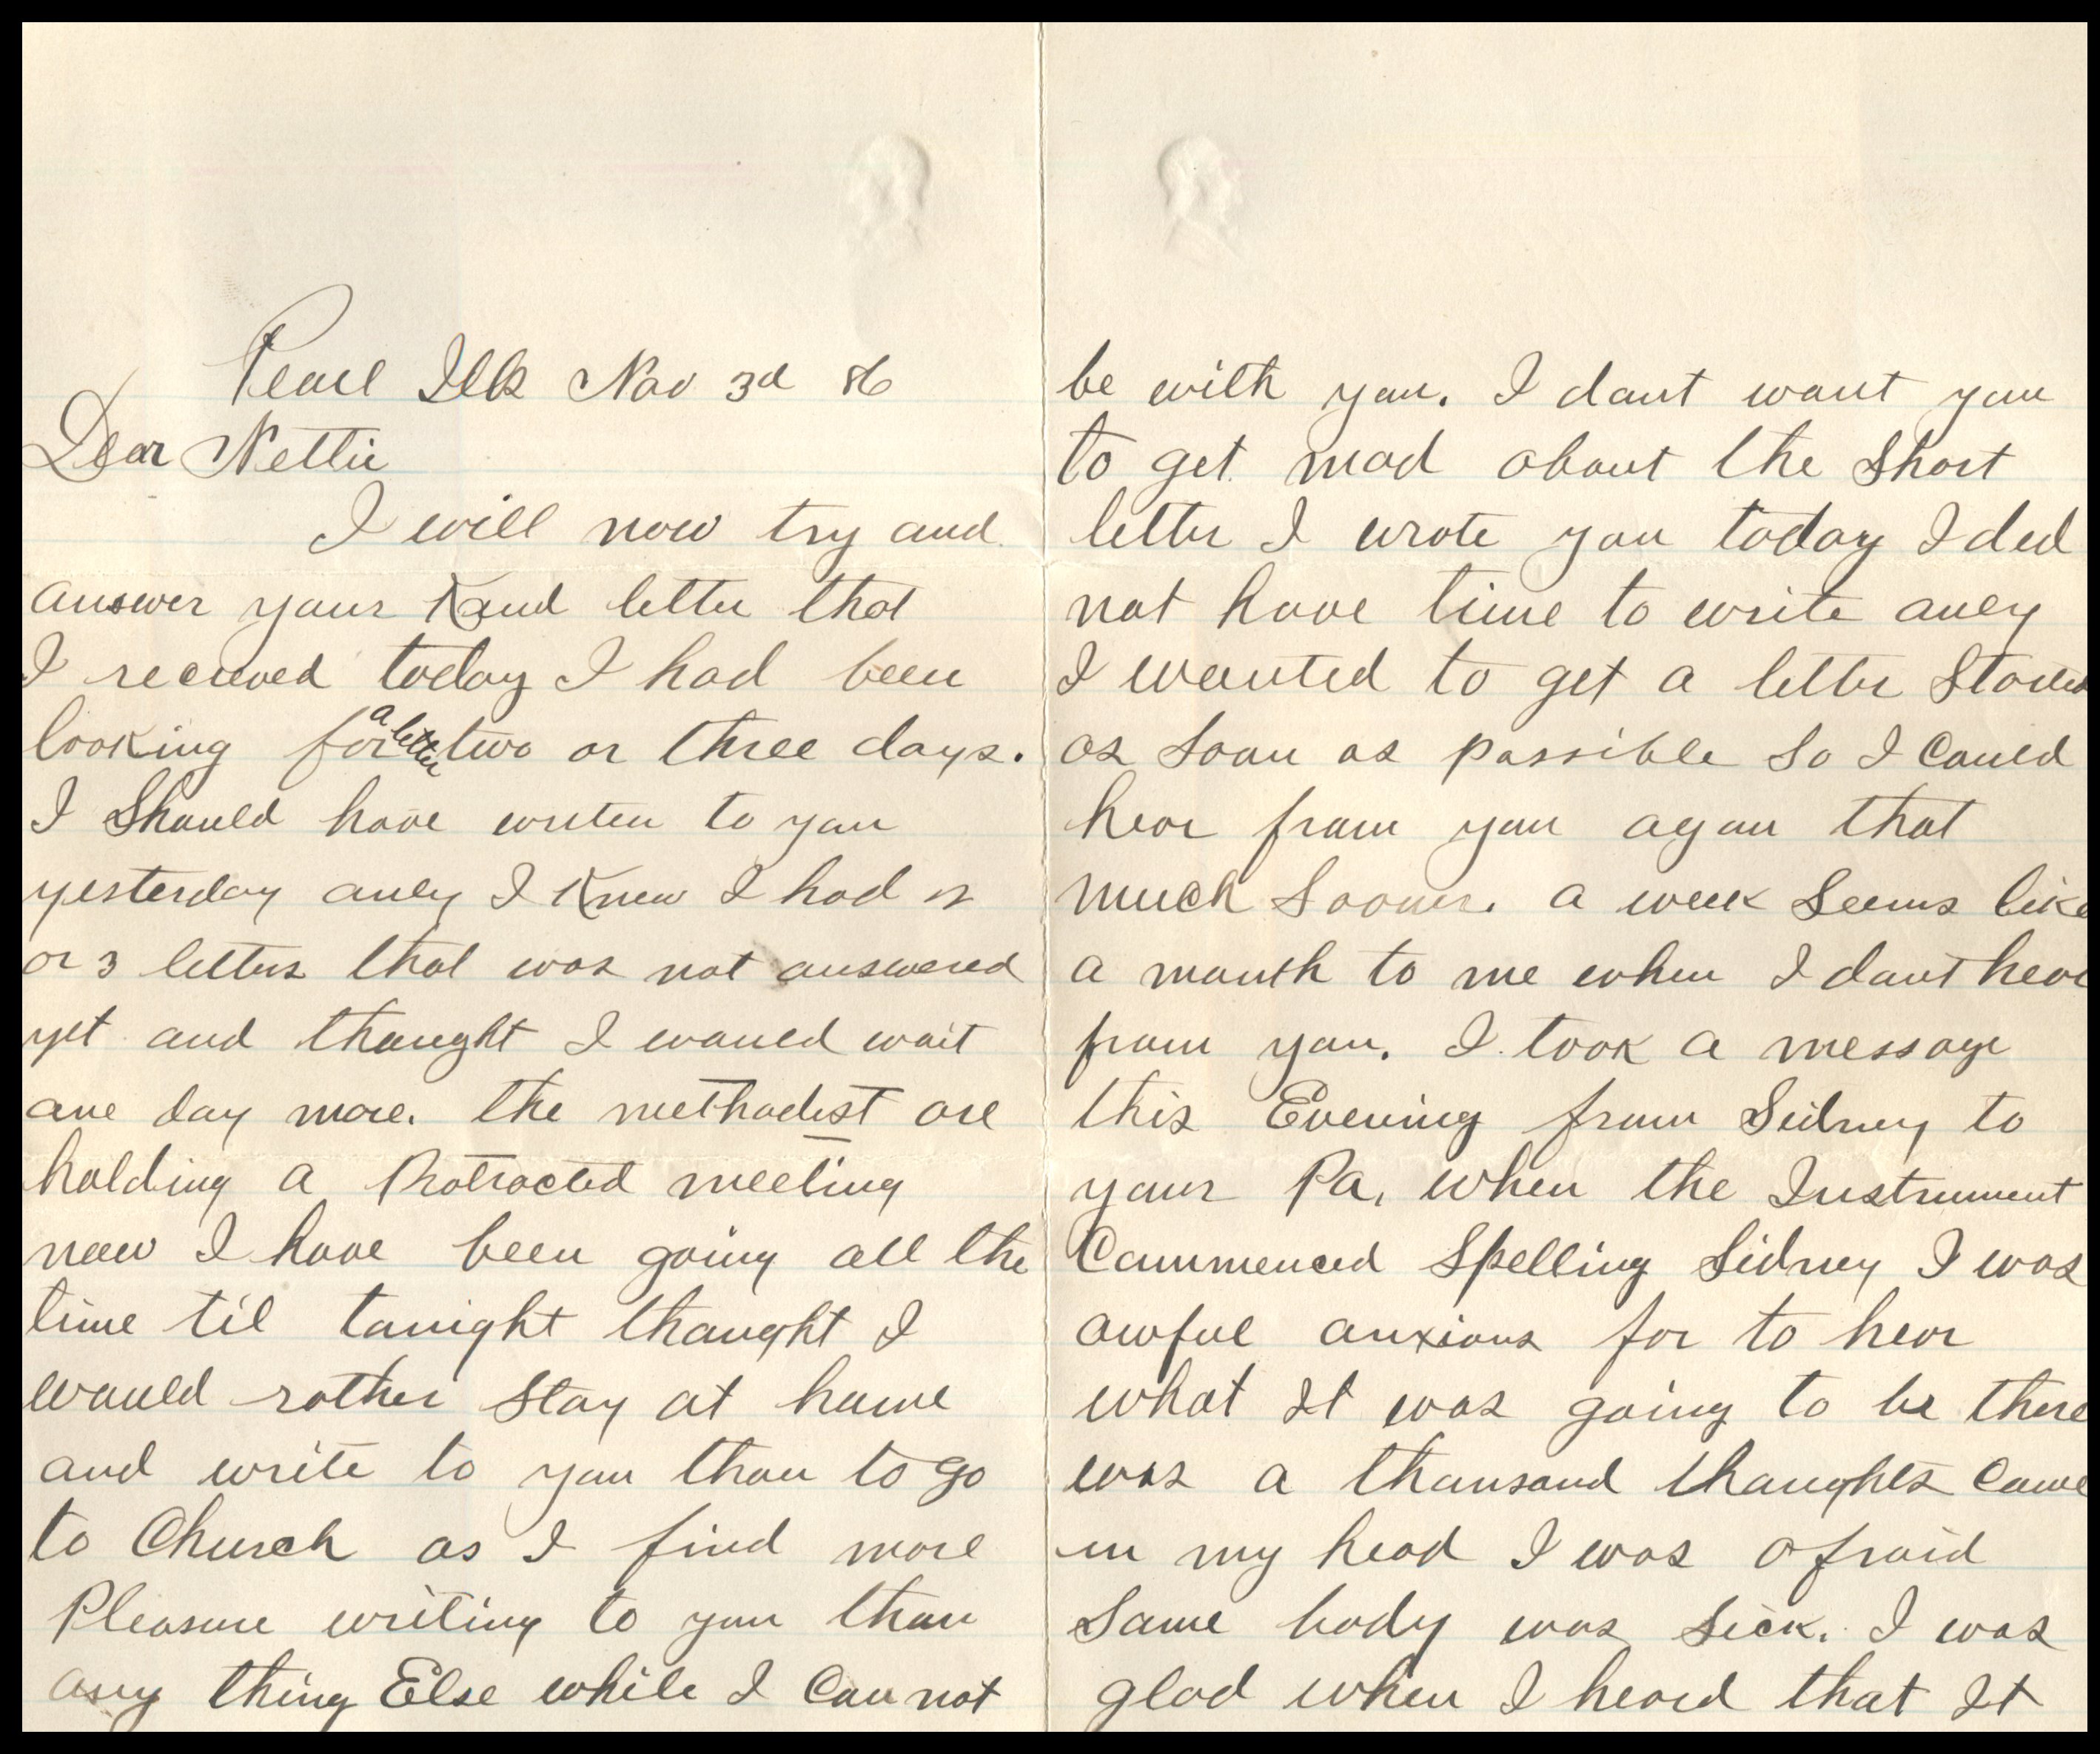 Pearl Ills Nov 3d 86
Dear Nettie
I will now try and
answer your Kind letter that
I recieved today I had been
looking for a letter two or three days.
I Should have writen to you
yesterday only I Knew I had 2
or 3 letters that was not answered
yet and thought I would wait
one day more. the methodist are
holding a Protracted meeting
now I have been going all the
time til tonight thought I
would rather Stay at home
and write to you than to go
to Church as I find more
Pleasure writing to you than
any thing Else while I Can not
be with you. I dont want you
to get mad about the Short
letter I wrote you today I did
not have time to write only
I wanted to get a letter Started
as Soon as possible So I Could
hear from you again that
much Sooner. a week Seems like
a month to me when I dont hear
from you. I took a message
this Evening from Sidney to
your Pa, when the Instrument
Commenced Spelling Sidney I was
awful anxious for to hear
what It was going to be there
was a thousand thoughts Came
in my head I was afraid
Some body was Sick. I was
glad when I heard that It